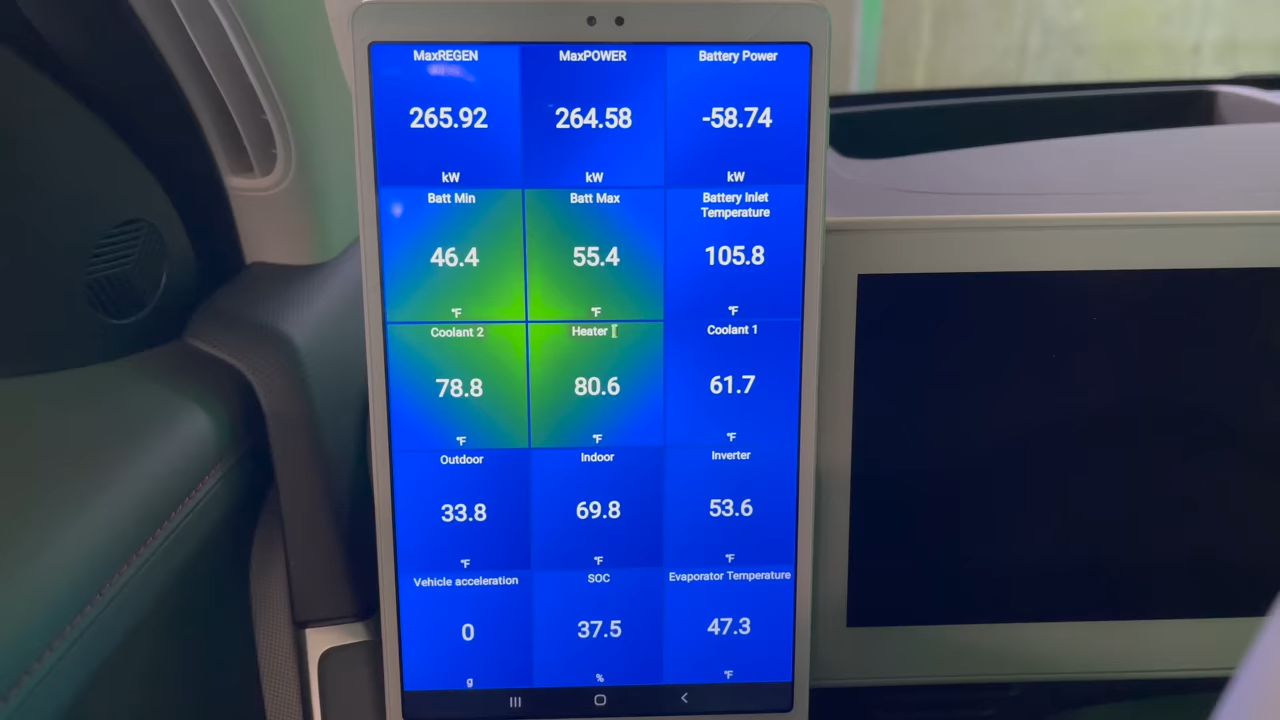 MaxREGEN
MaxPOWER
Battery Power
265.92
264.58
-58.74
kW
kW
kW
Batt Min
Batt Max
Battery Inlet
Temperature
46.4
55.4
105.8
°F
°F
°F
Coolant 2
Heater [
Coolant 1
78.8
80.6
61.7
°F
°F
°F
Outdoor
Indoor
Inverter
33.8
69.8
53.6
°F
°F
°F
Vehicle acceleration
SOC
Evaporator Temperature
0
37.5
47.3
g
%
°F